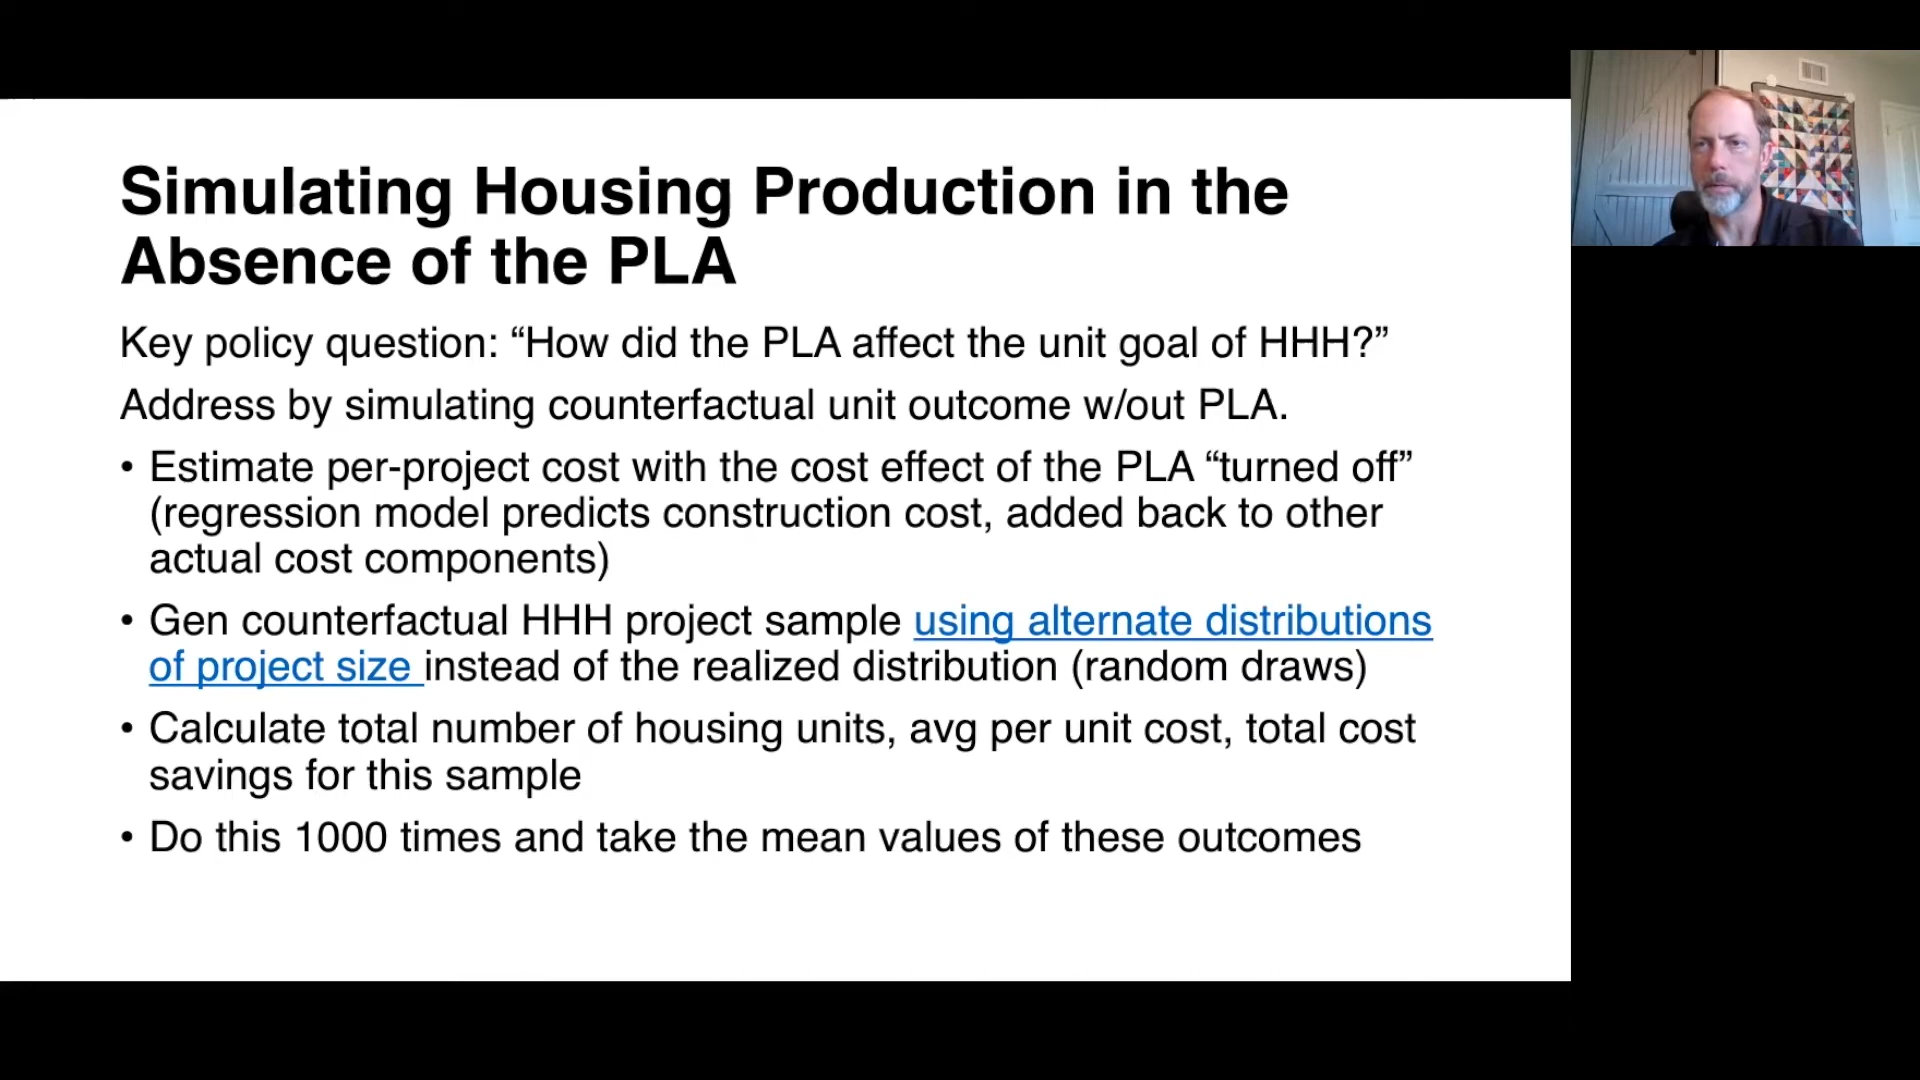 Simulating Housing Production in the
Absence of the PLA
Key policy question: “How did the PLA affect the unit goal of HHH?”
Address by simulating counterfactual unit outcome w/out PLA.
• Estimate per-project cost with the cost effect of the PLA “turned off”
(regression model predicts construction cost, added back to other
actual cost components)
• Gen counterfactual HHH project sample using alternate distributions
of project size instead of the realized distribution (random draws)
• Calculate total number of housing units, avg per unit cost, total cost
savings for this sample
• Do this 1000 times and take the mean values of these outcomes